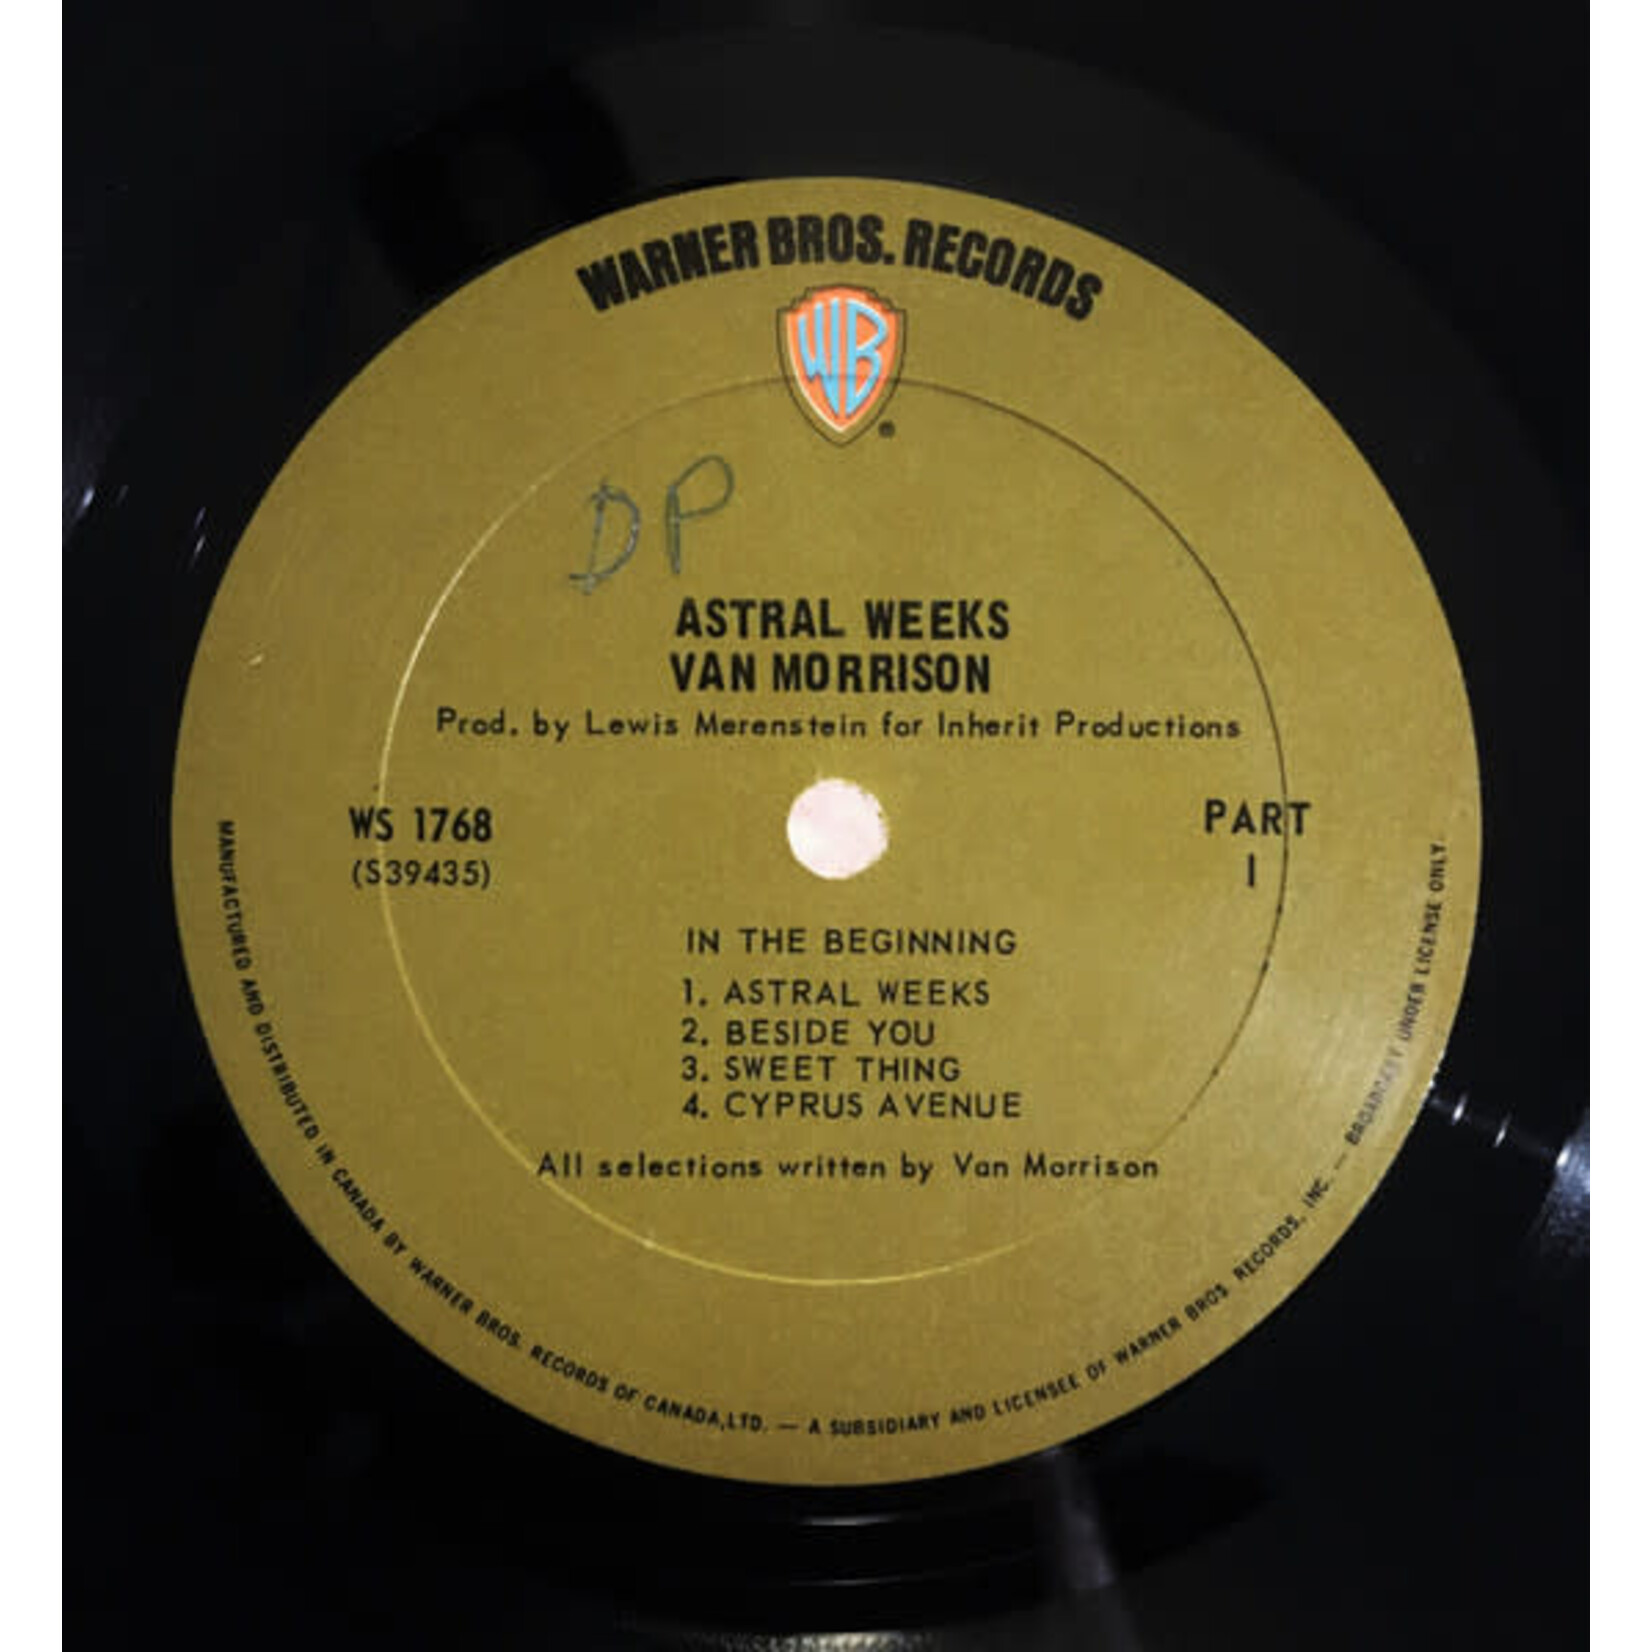 WARNER BROS. RECORDS
WB
®
DP
ASTRAL WEEKS
VAN MORRISON
Prod. by Lewis Merenstein for Inherit Productions
WS 1768
(S39435)
PART
I
IN THE BEGINNING
1. ASTRAL WEEKS
2. BESIDE YOU
3. SWEET THING
4. CYPRUS AVENUE
All selections written by Van Morrison
MANUFACTURED AND DISTRIBUTED IN CANADA BY WARNER BROS. RECORDS OF CANADA, LTD. — A SUBSIDIARY AND LICENSEE OF WARNER BROS. RECORDS, INC. — BROADCAST UNDER LICENSE ONLY.